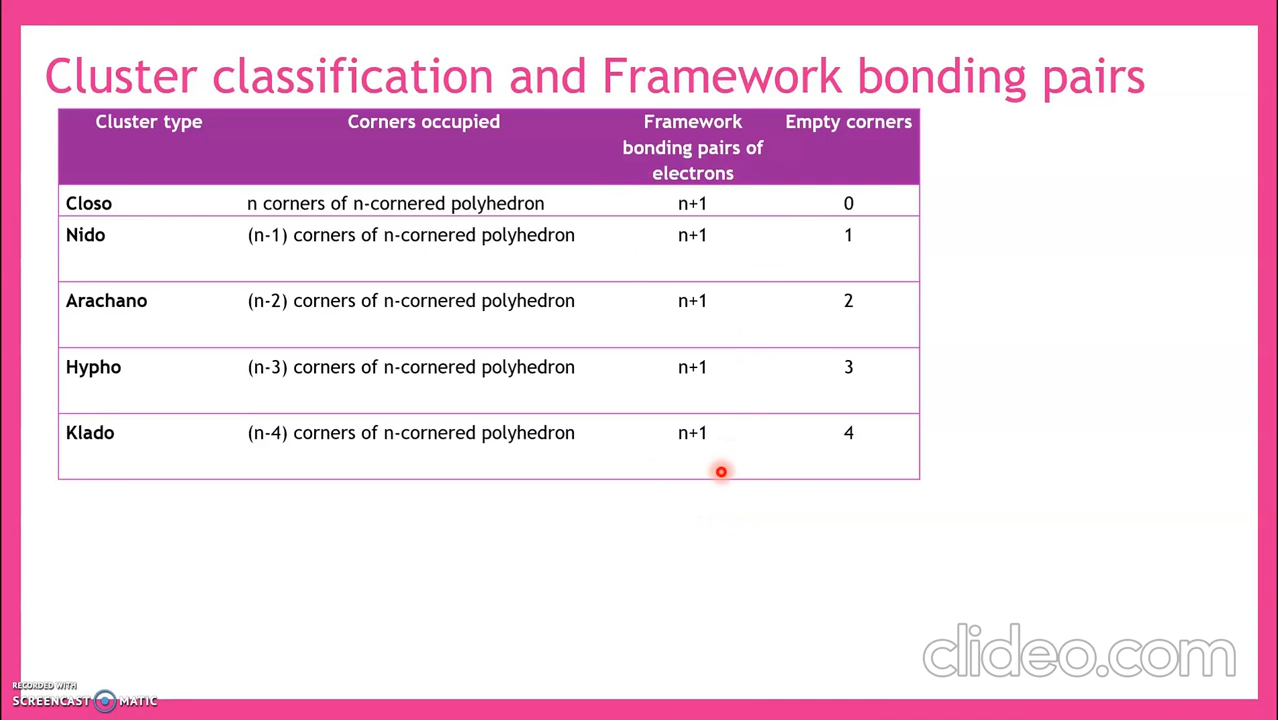 Cluster classification and Framework bonding pairs
Cluster type Corners occupied Framework bonding pairs of electrons Empty corners
Closo n corners of n-cornered polyhedron n+1 0
Nido (n-1) corners of n-cornered polyhedron n+1 1
Arachano (n-2) corners of n-cornered polyhedron n+1 2
Hypho (n-3) corners of n-cornered polyhedron n+1 3
Klado (n-4) corners of n-cornered polyhedron n+1 4
clideo.com
RECORDED WITH
SCREENCAST MATIC